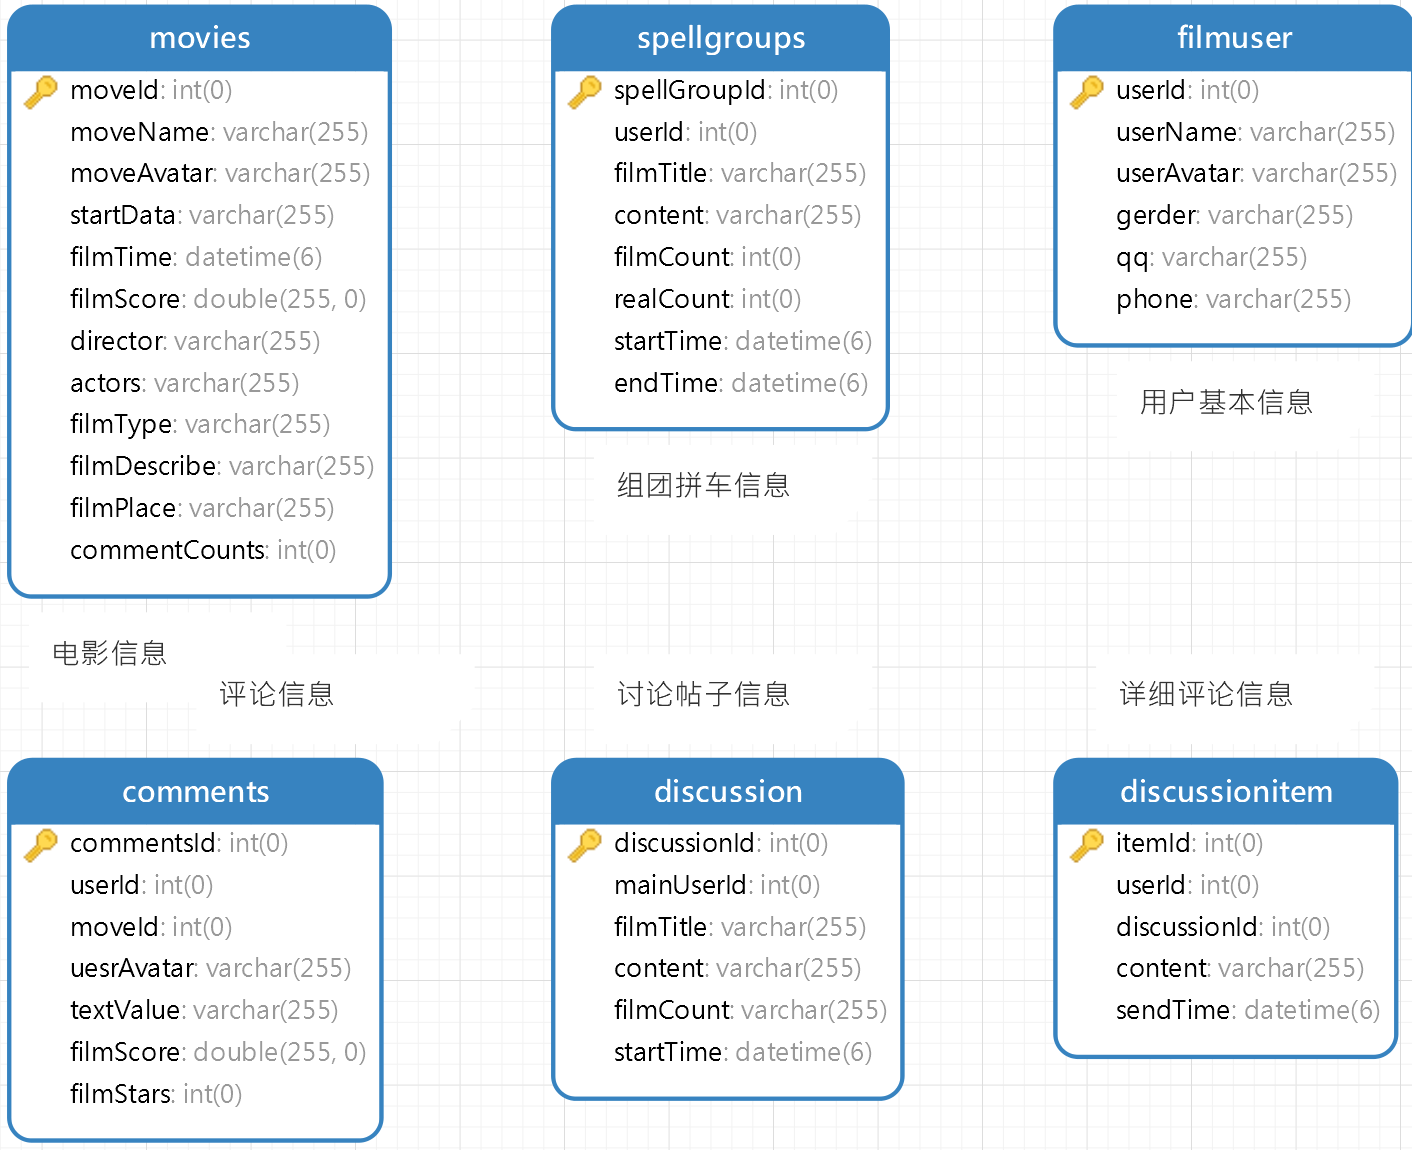 movies
moveId: int(0)
moveName: varchar(255)
moveAvatar: varchar(255)
startData: varchar(255)
filmTime: datetime(6)
filmScore: double(255, 0)
director: varchar(255)
actors: varchar(255)
filmType: varchar(255)
filmDescribe: varchar(255)
filmPlace: varchar(255)
commentCounts: int(0)
电影信息
spellgroups
spellGroupId: int(0)
userId: int(0)
filmTitle: varchar(255)
content: varchar(255)
filmCount: int(0)
realCount: int(0)
startTime: datetime(6)
endTime: datetime(6)
组团拼车信息
filmuser
userId: int(0)
userName: varchar(255)
userAvatar: varchar(255)
gerder: varchar(255)
qq: varchar(255)
phone: varchar(255)
用户基本信息
评论信息
comments
commentsId: int(0)
userId: int(0)
moveId: int(0)
uesrAvatar: varchar(255)
textValue: varchar(255)
filmScore: double(255, 0)
filmStars: int(0)
讨论帖子信息
discussion
discussionId: int(0)
mainUserId: int(0)
filmTitle: varchar(255)
content: varchar(255)
filmCount: varchar(255)
startTime: datetime(6)
详细评论信息
discussionitem
itemId: int(0)
userId: int(0)
discussionId: int(0)
content: varchar(255)
sendTime: datetime(6)